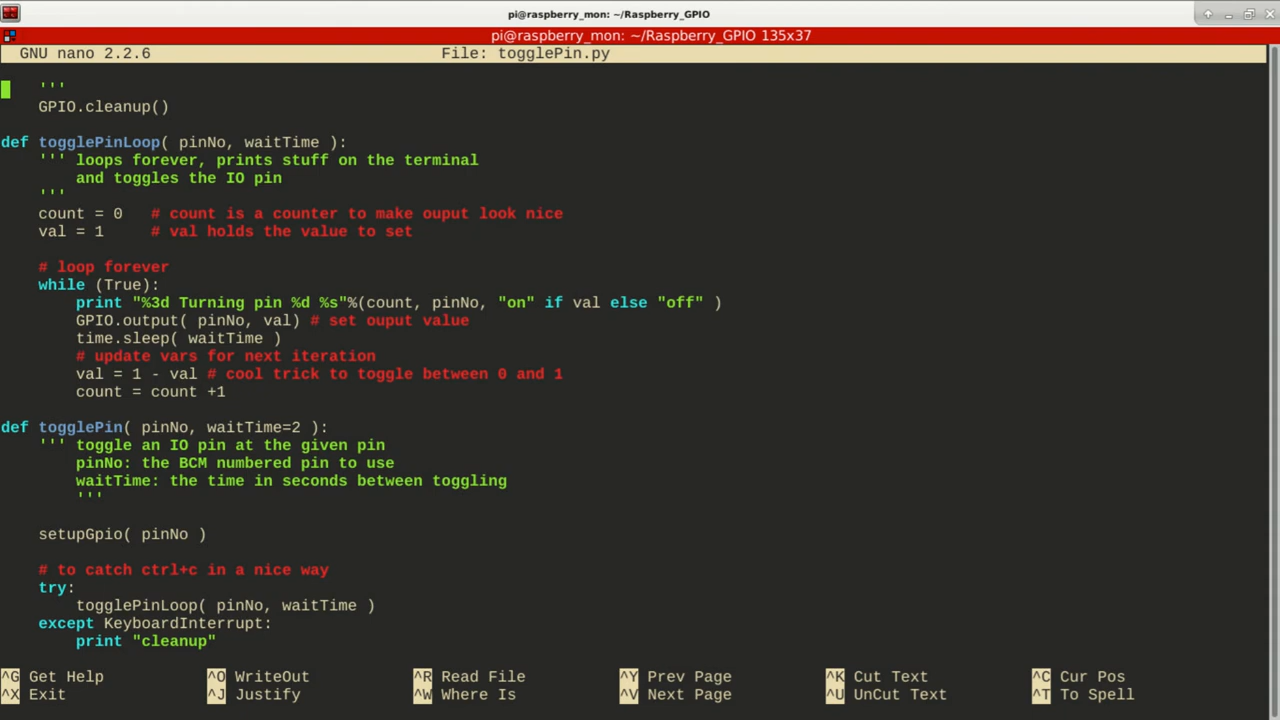 pi@raspberry_mon: ~/Raspberry_GPIO
pi@raspberry_mon: ~/Raspberry_GPIO 135x37
GNU nano 2.2.6 File: togglePin.py
'''
GPIO.cleanup()
def togglePinLoop( pinNo, waitTime ):
''' loops forever, prints stuff on the terminal
and toggles the IO pin
'''
count = 0 # count is a counter to make ouput look nice
val = 1 # val holds the value to set
# loop forever
while (True):
print "%3d Turning pin %d %s"%(count, pinNo, "on" if val else "off" )
GPIO.output( pinNo, val) # set ouput value
time.sleep( waitTime )
# update vars for next iteration
val = 1 - val # cool trick to toggle between 0 and 1
count = count +1
def togglePin( pinNo, waitTime=2 ):
''' toggle an IO pin at the given pin
pinNo: the BCM numbered pin to use
waitTime: the time in seconds between toggling
'''
setupGpio( pinNo )
# to catch ctrl+c in a nice way
try:
togglePinLoop( pinNo, waitTime )
except KeyboardInterrupt:
print "cleanup"
^G Get Help ^O WriteOut ^R Read File ^Y Prev Page ^K Cut Text ^C Cur Pos
^X Exit ^J Justify ^W Where Is ^V Next Page ^U UnCut Text ^T To Spell